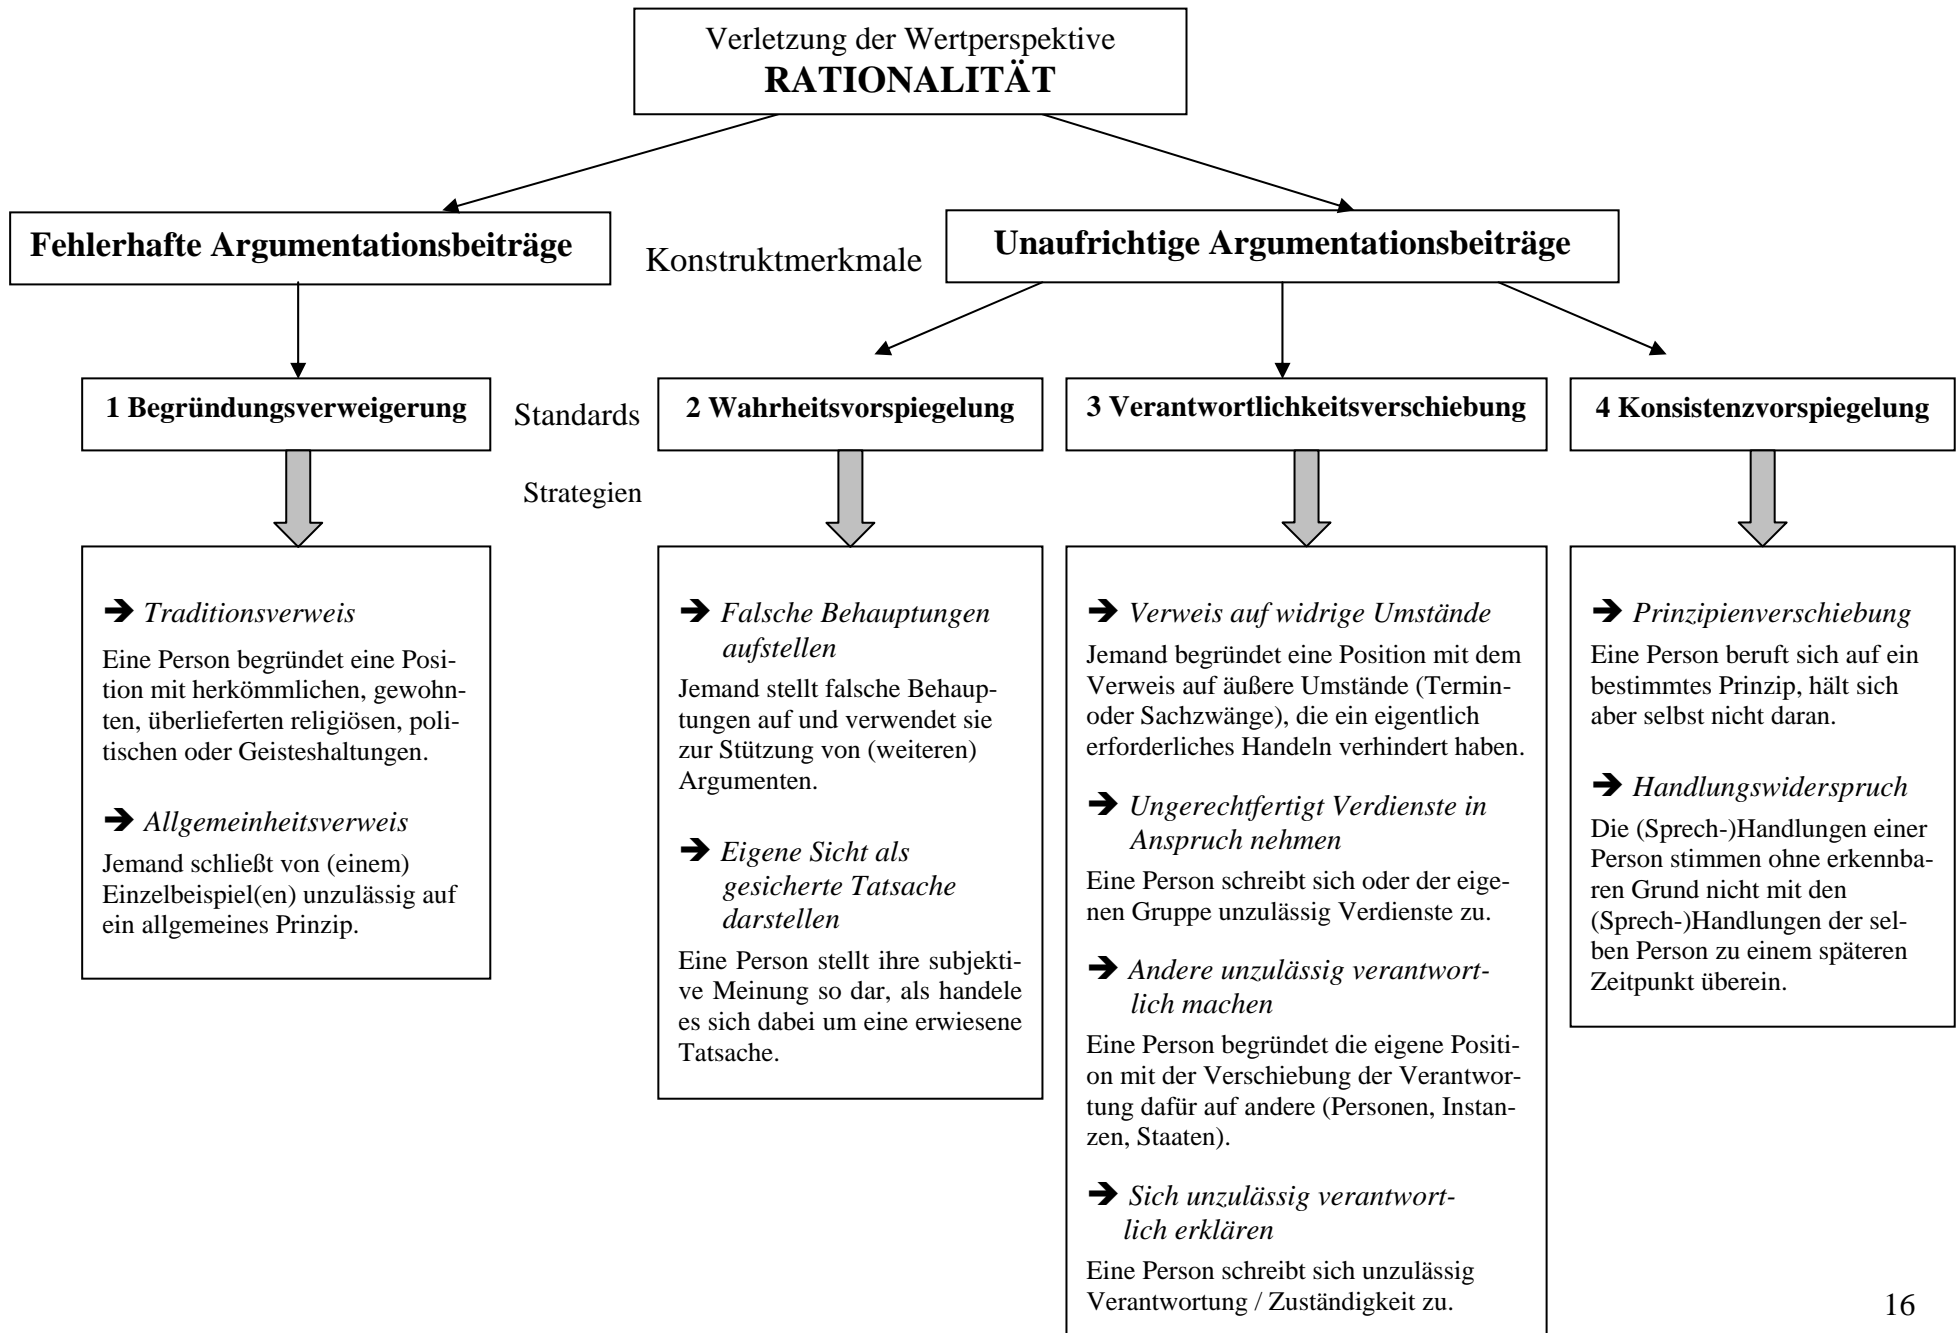 Verletzung der Wertperspektive
RATIONALITÄT
Fehlerhafte Argumentationsbeiträge
Konstruktmerkmale
Unaufrichtige Argumentationsbeiträge
1 Begründungsverweigerung
Standards
2 Wahrheitsvorspiegelung
3 Verantwortlichkeitsverschiebung
4 Konsistenzvorspiegelung
Strategien
➔ Traditionsverweis
Eine Person begründet eine Posi-
tion mit herkömmlichen, gewohn-
ten, überlieferten religiösen, poli-
tischen oder Geisteshaltungen.
➔ Allgemeinheitsverweis
Jemand schließt von (einem)
Einzelbeispiel(en) unzulässig auf
ein allgemeines Prinzip.
➔ Falsche Behauptungen
aufstellen
Jemand stellt falsche Behaup-
tungen auf und verwendet sie
zur Stützung von (weiteren)
Argumenten.
➔ Eigene Sicht als
gesicherte Tatsache
darstellen
Eine Person stellt ihre subjekti-
ve Meinung so dar, als handele
es sich dabei um eine erwiesene
Tatsache.
➔ Verweis auf widrige Umstände
Jemand begründet eine Position mit dem
Verweis auf äußere Umstände (Termin-
oder Sachzwänge), die ein eigentlich
erforderliches Handeln verhindert haben.
➔ Ungerechtfertigt Verdienste in
Anspruch nehmen
Eine Person schreibt sich oder der eige-
nen Gruppe unzulässig Verdienste zu.
➔ Andere unzulässig verantwort-
lich machen
Eine Person begründet die eigene Positi-
on mit der Verschiebung der Verantwor-
tung dafür auf andere (Personen, Instan-
zen, Staaten).
➔ Sich unzulässig verantwort-
lich erklären
Eine Person schreibt sich unzulässig
Verantwortung / Zuständigkeit zu.
➔ Prinzipienverschiebung
Eine Person beruft sich auf ein
bestimmtes Prinzip, hält sich
aber selbst nicht daran.
➔ Handlungswiderspruch
Die (Sprech-)Handlungen einer
Person stimmen ohne erkennba-
ren Grund nicht mit den
(Sprech-)Handlungen der sel-
ben Person zu einem späteren
Zeitpunkt überein.
16